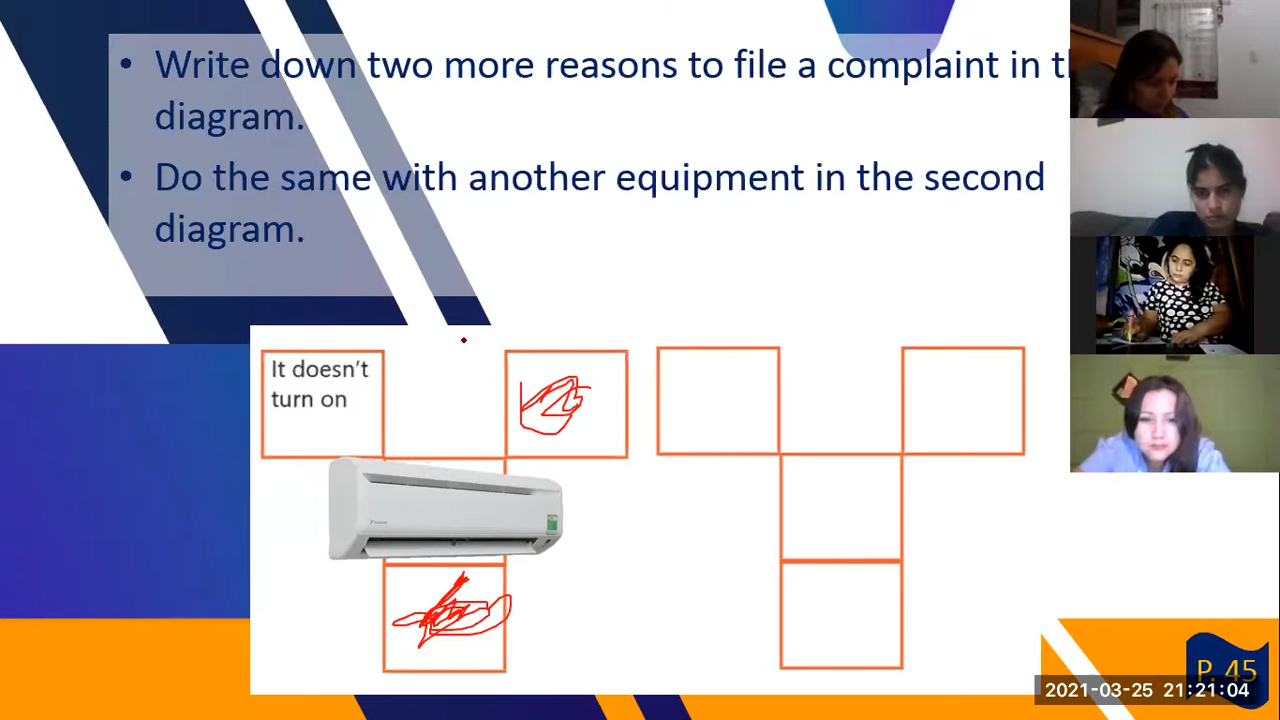 • Write down two more reasons to file a complaint in th
diagram.
• Do the same with another equipment in the second
diagram.
It doesn't
turn on
P. 45
2021-03-25 21:21:04